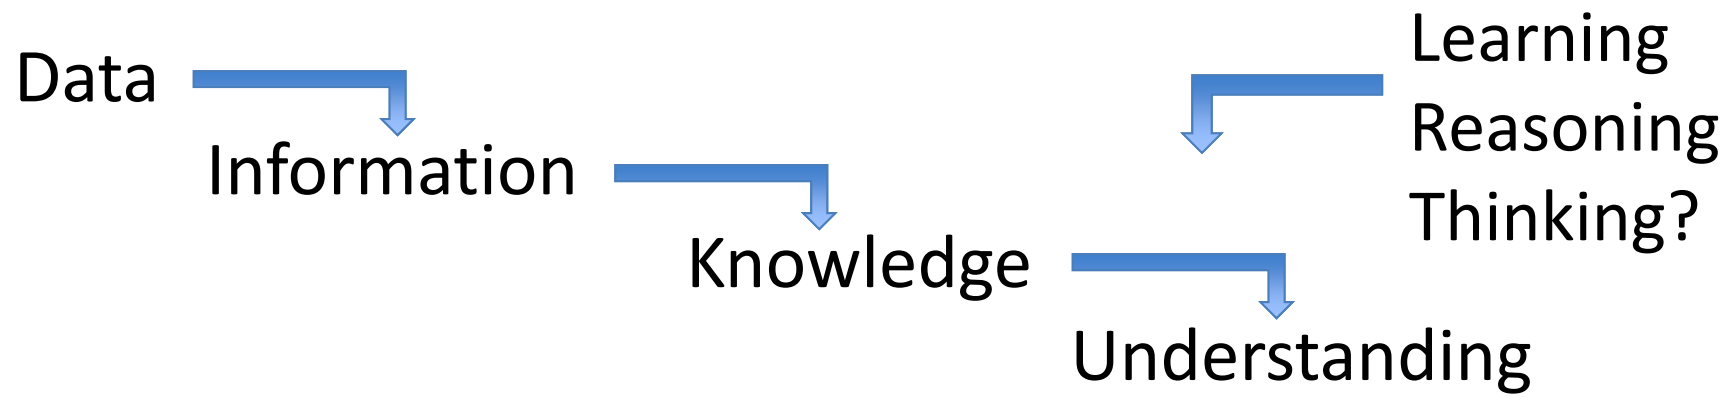 Data
Information
Knowledge
Understanding
Learning
Reasoning
Thinking?